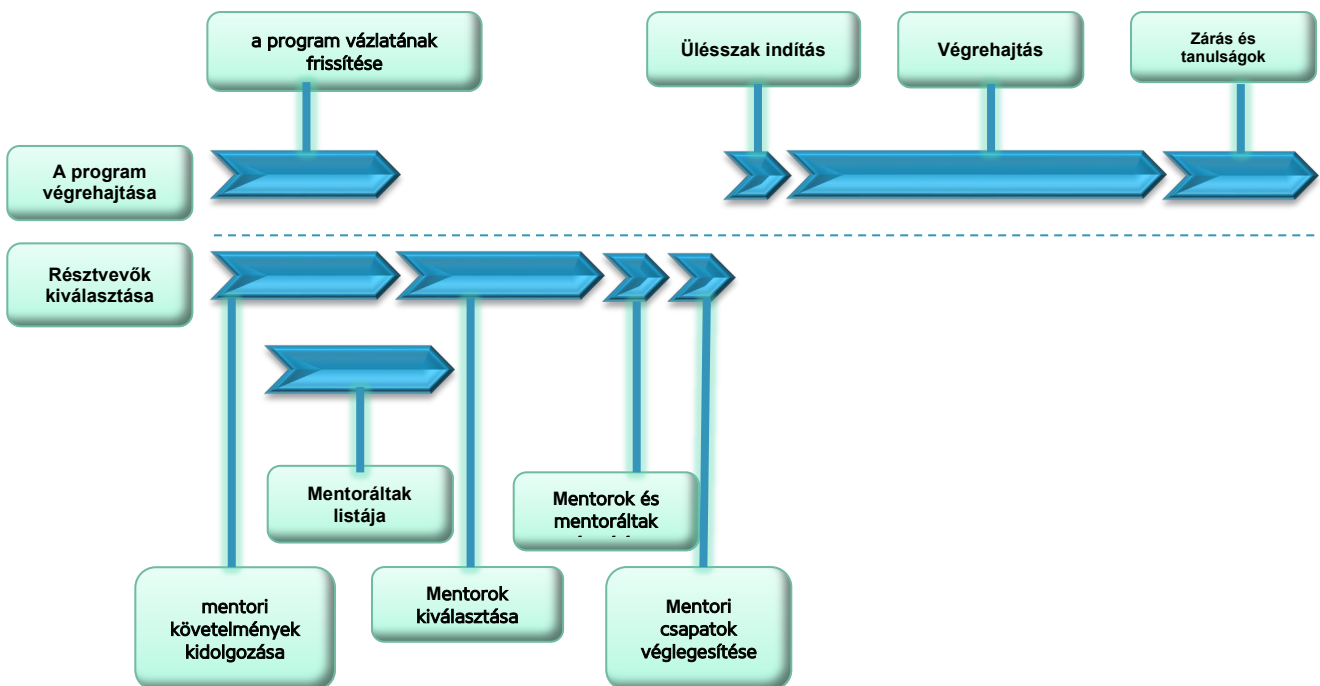 a program vázlatának
frissítése
Ülésszak indítás
Végrehajtás
Zárás és
tanulságok
A program
végrehajtása
Résztvevők
kiválasztása
Mentoráltak
listája
Mentorok és
mentoráltak
mentori
követelmények
kidolgozása
Mentorok
kiválasztása
Mentori
csapatok
véglegesítése